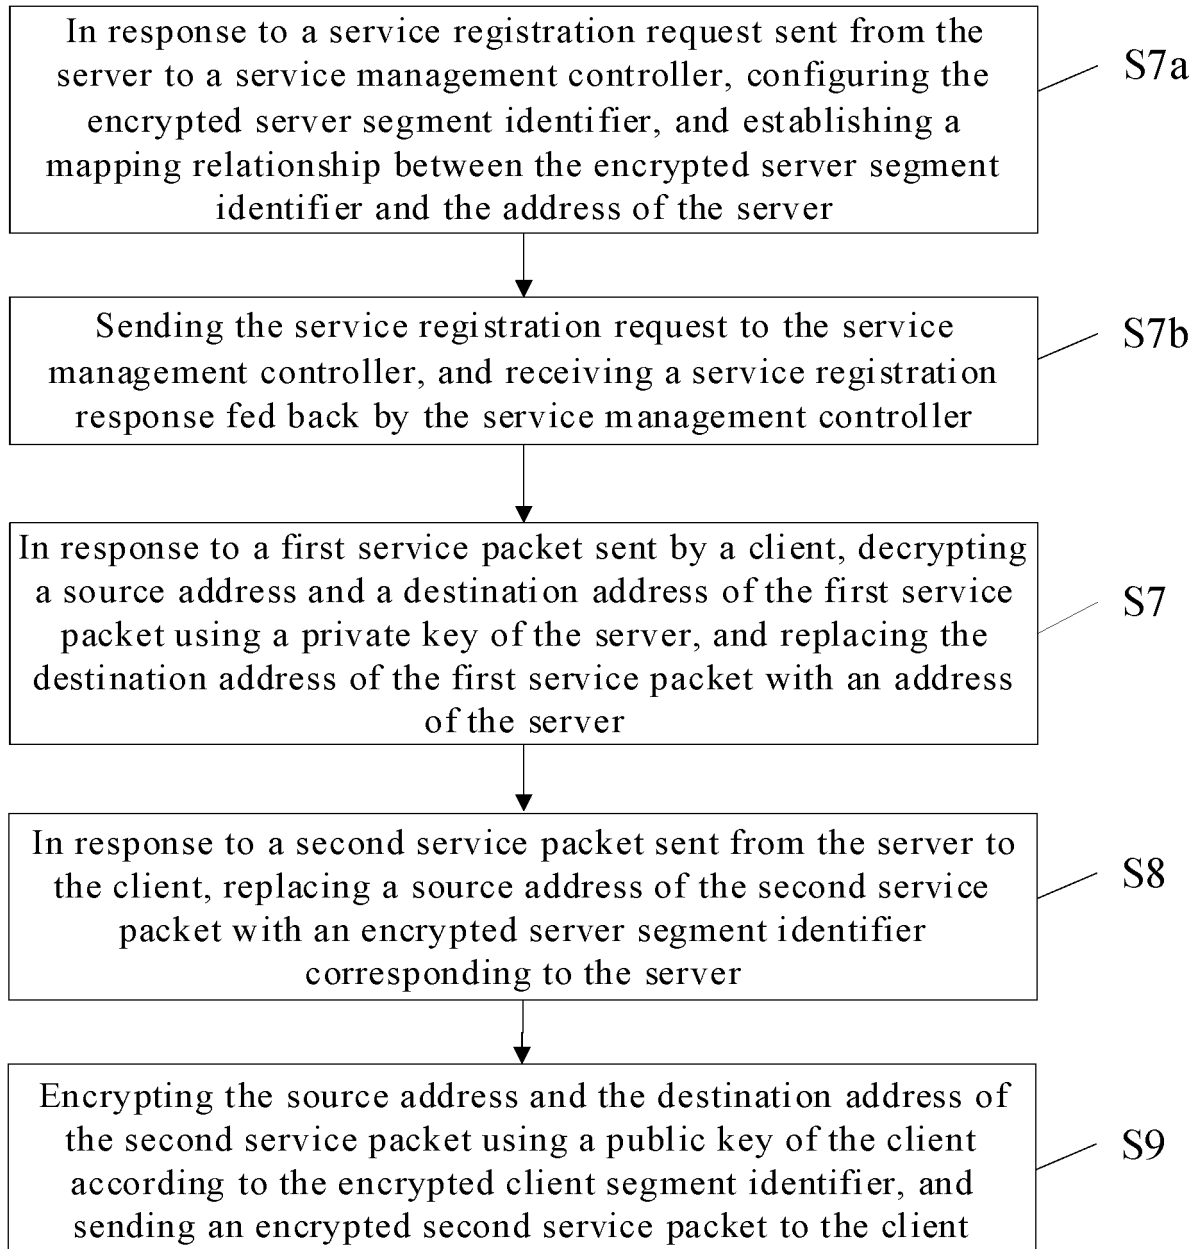 In response to a service registration request sent from the
server to a service management controller, configuring the
encrypted server segment identifier, and establishing a
mapping relationship between the encrypted server segment
identifier and the address of the server
S7a
Sending the service registration request to the service
management controller, and receiving a service registration
response fed back by the service management controller
S7b
In response to a first service packet sent by a client, decrypting
a source address and a destination address of the first service
packet using a private key of the server, and replacing the
destination address of the first service packet with an address
of the server
S7
In response to a second service packet sent from the server to
the client, replacing a source address of the second service
packet with an encrypted server segment identifier
corresponding to the server
S8
Encrypting the source address and the destination address of
the second service packet using a public key of the client
according to the encrypted client segment identifier, and
sending an encrypted second service packet to the client
S9